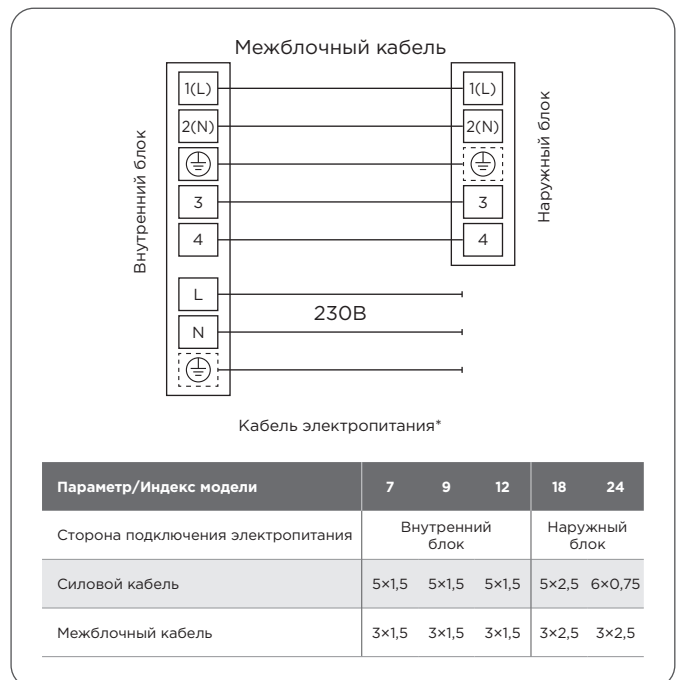 Межблочный кабель
1(L)
1(L)
2(N)
2(N)
3
3
4
4
Внутренний блок
Наружный блок
L
230В
N
Кабель электропитания*
Параметр/Индекс модели 7 9 12 18 24
Сторона подключения электропитания Внутренний блок Наружный блок
Силовой кабель 5×1,5 5×1,5 5×1,5 5×2,5 6×0,75
Межблочный кабель 3×1,5 3×1,5 3×1,5 3×2,5 3×2,5